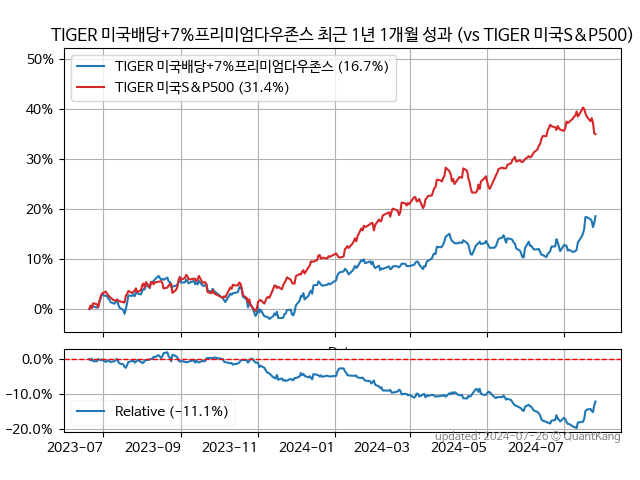 TIGER 미국배당+7%프리미엄다우존스 최근 1년 1개월 성과 (vs TIGER 미국S&P500)
TIGER 미국배당+7%프리미엄다우존스 (16.7%)
TIGER 미국S&P500 (31.4%)
50%
40%
30%
20%
10%
0%
0.0%
−10.0%
−20.0%
Relative (−11.1%)
updated: 2024-07-26 © QuantKang
2023-07 2023-09 2023-11 2024-01 2024-03 2024-05 2024-07